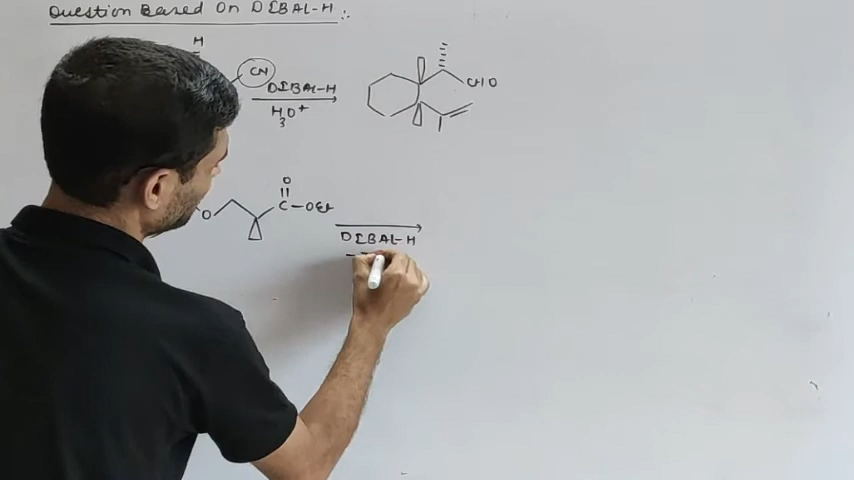 Question Based On DIBAL-H :
H
CN
DIBAL-H
H3O+
CHO
O
O
C-OEt
DIBAL-H